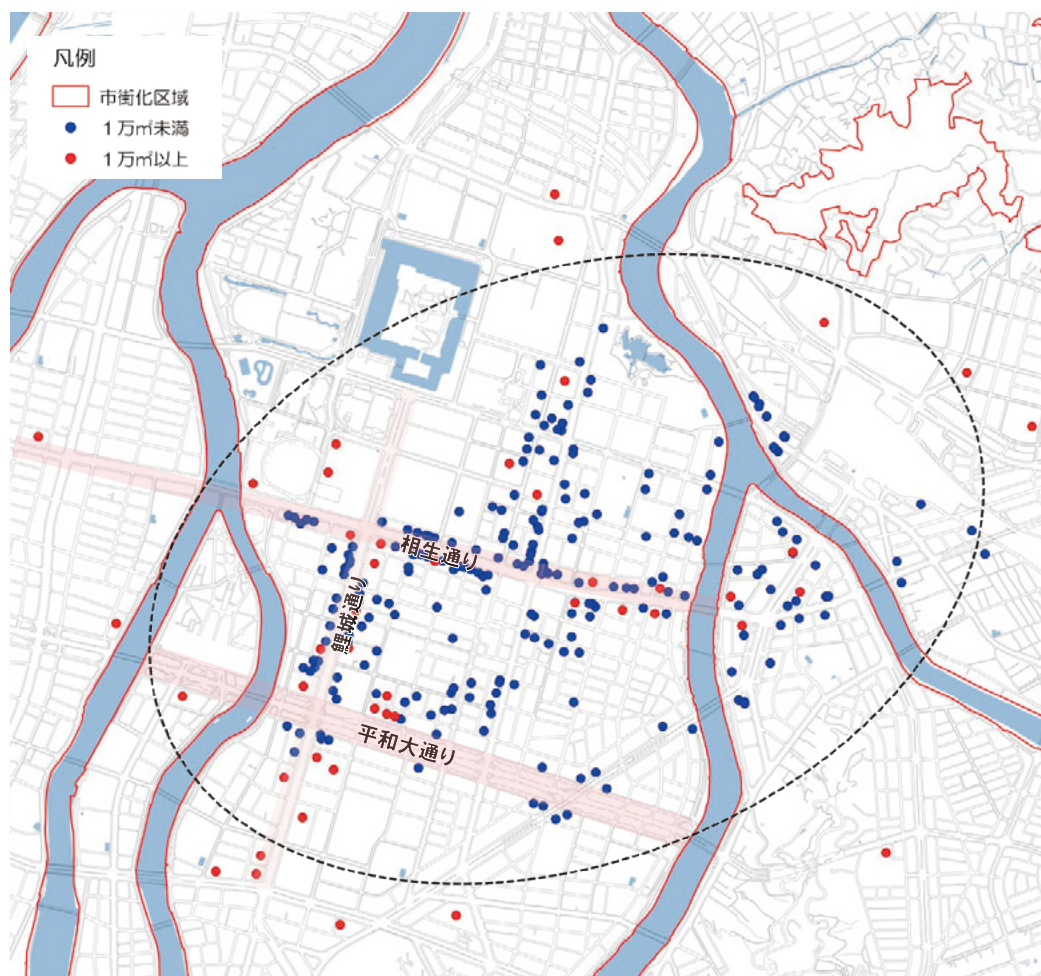 凡例
市街化区域
1万㎡未満
1万㎡以上
相生通り
鯉城通り
平和大通り